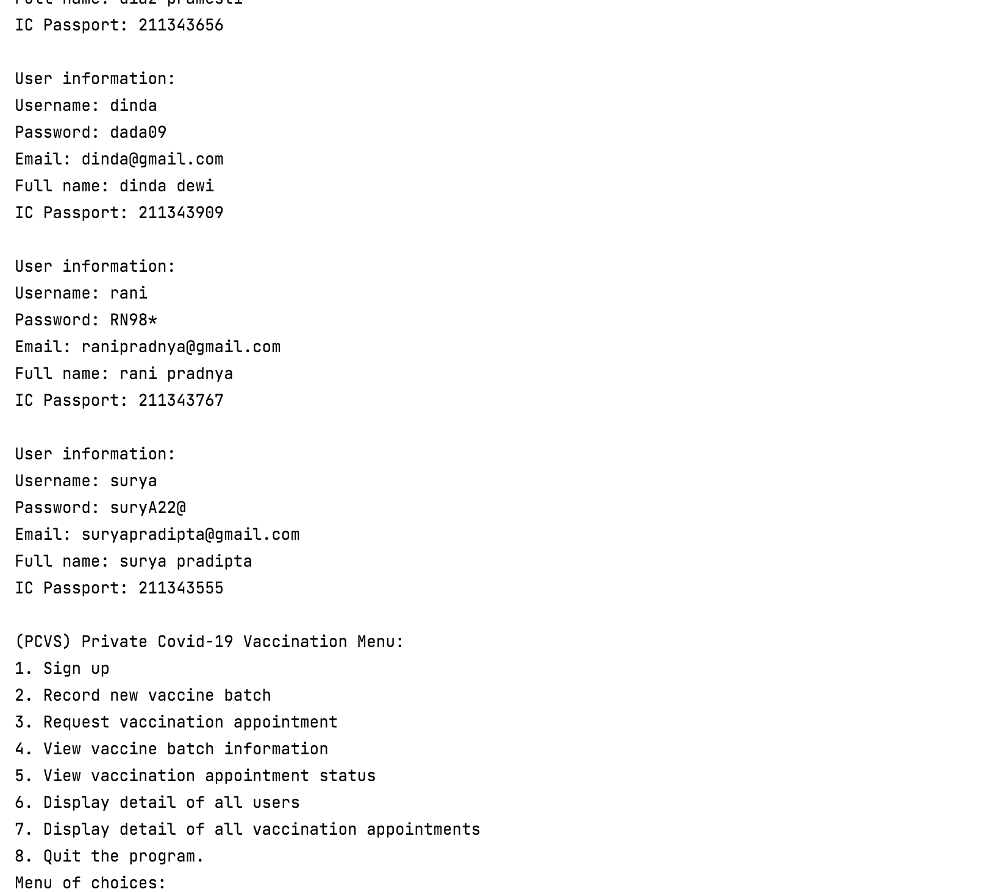 Full name: diaz pramesti
IC Passport: 211343656
User information:
Username: dinda
Password: dada09
Email: dinda@gmail.com
Full name: dinda dewi
IC Passport: 211343909
User information:
Username: rani
Password: RN98*
Email: ranipradnya@gmail.com
Full name: rani pradnya
IC Passport: 211343767
User information:
Username: surya
Password: suryA22@
Email: suryapradipta@gmail.com
Full name: surya pradipta
IC Passport: 211343555
(PCVS) Private Covid-19 Vaccination Menu:
1. Sign up
2. Record new vaccine batch
3. Request vaccination appointment
4. View vaccine batch information
5. View vaccination appointment status
6. Display detail of all users
7. Display detail of all vaccination appointments
8. Quit the program.
Menu of choices: